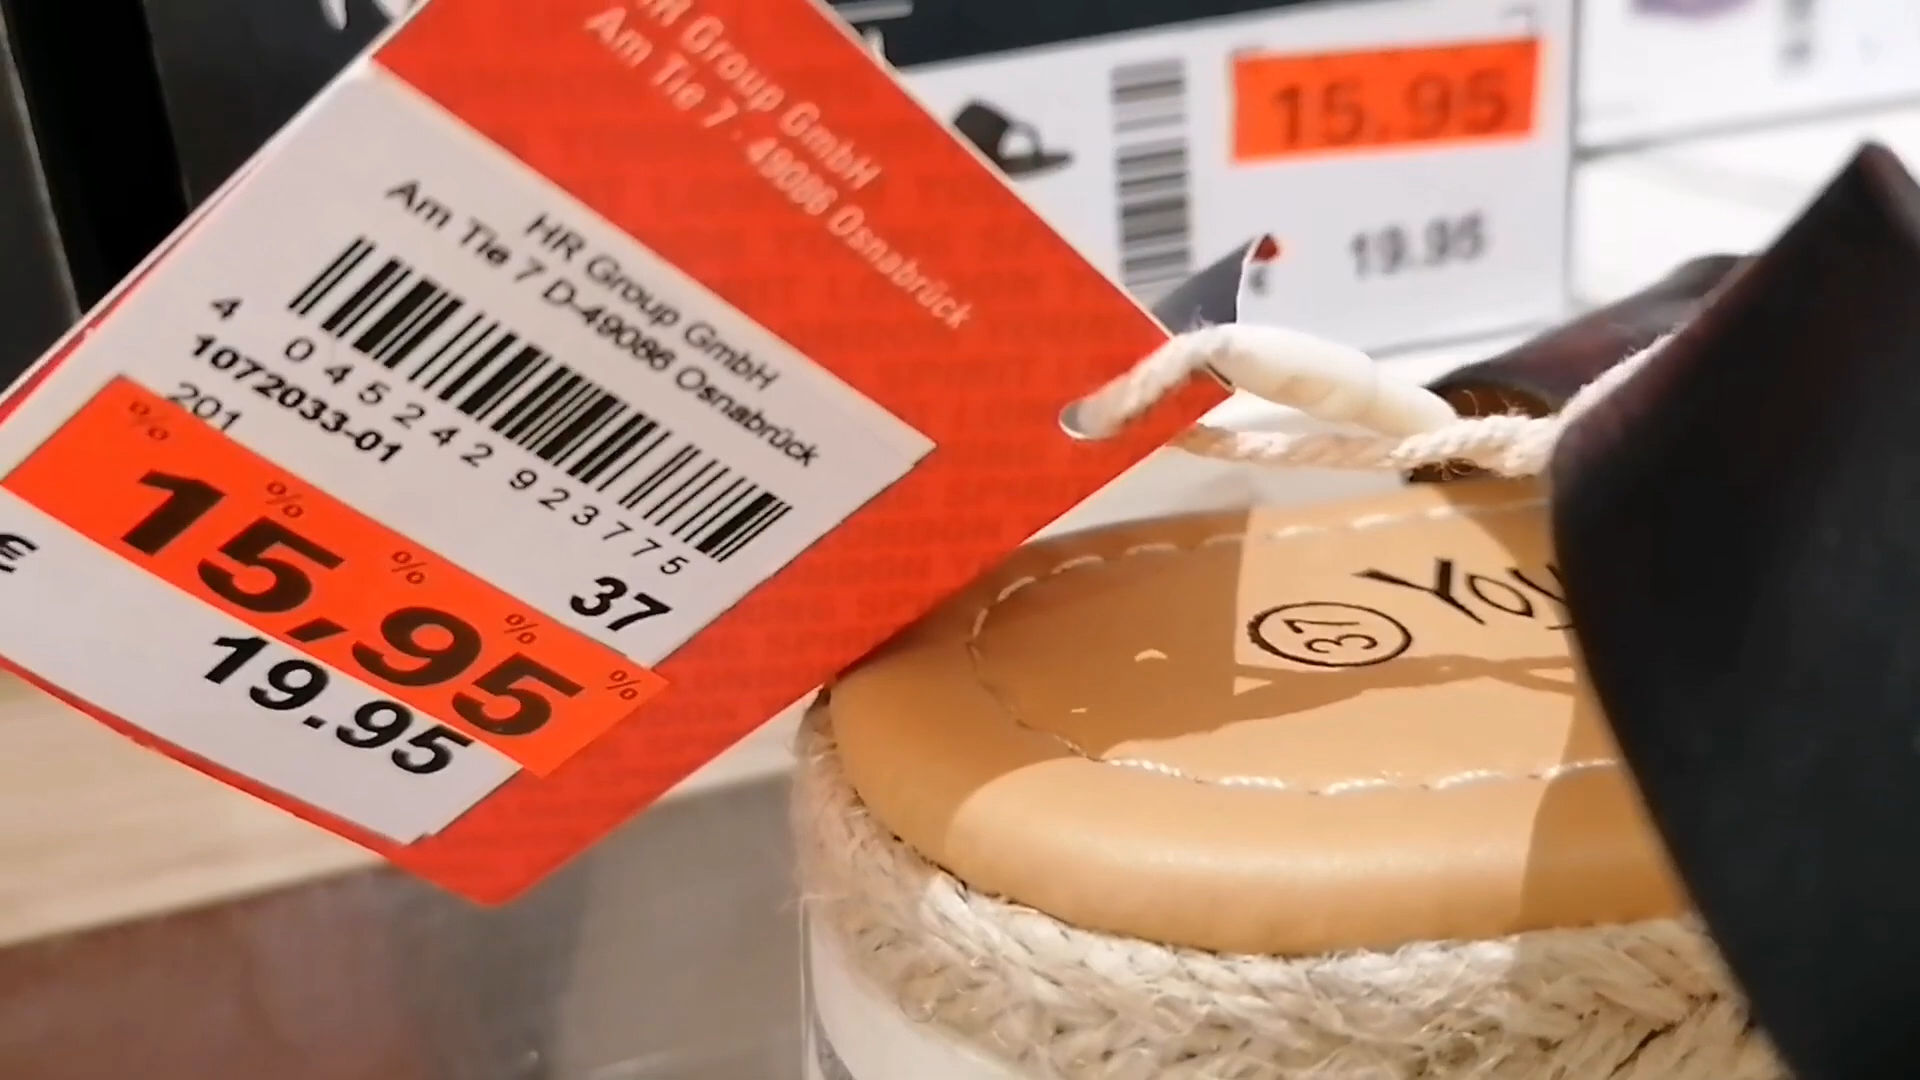 HR Group GmbH
Am Tie 7 · 49086 Osnabrück
HR Group GmbH
Am Tie 7 D-49086 Osnabrück
4 045242 923775
1072033-01
201
37
% % % % %
15,95
€ 19.95
15,95
€ 19.95
37